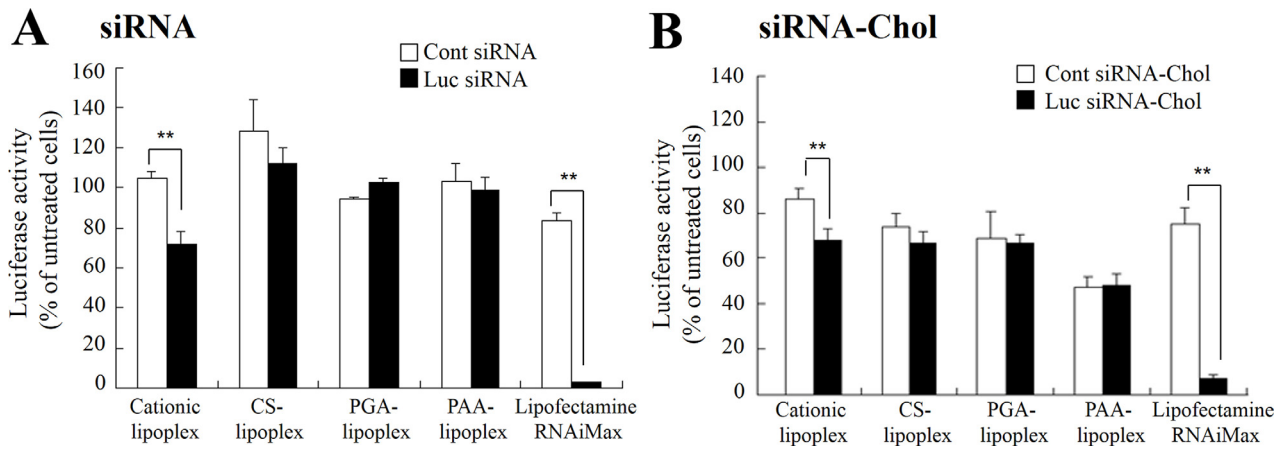 A siRNA
Cont siRNA
Luc siRNA
Luciferase activity
(% of untreated cells)
160
140
120
100
80
60
40
20
0
**
**
Cationic
lipoplex
CS-
lipoplex
PGA-
lipoplex
PAA-
lipoplex
Lipofectamine
RNAiMax
B siRNA-Chol
Cont siRNA-Chol
Luc siRNA-Chol
Luciferase activity
(% of untreated cells)
140
120
100
80
60
40
20
0
**
**
Cationic
lipoplex
CS-
lipoplex
PGA-
lipoplex
PAA-
lipoplex
Lipofectamine
RNAiMax